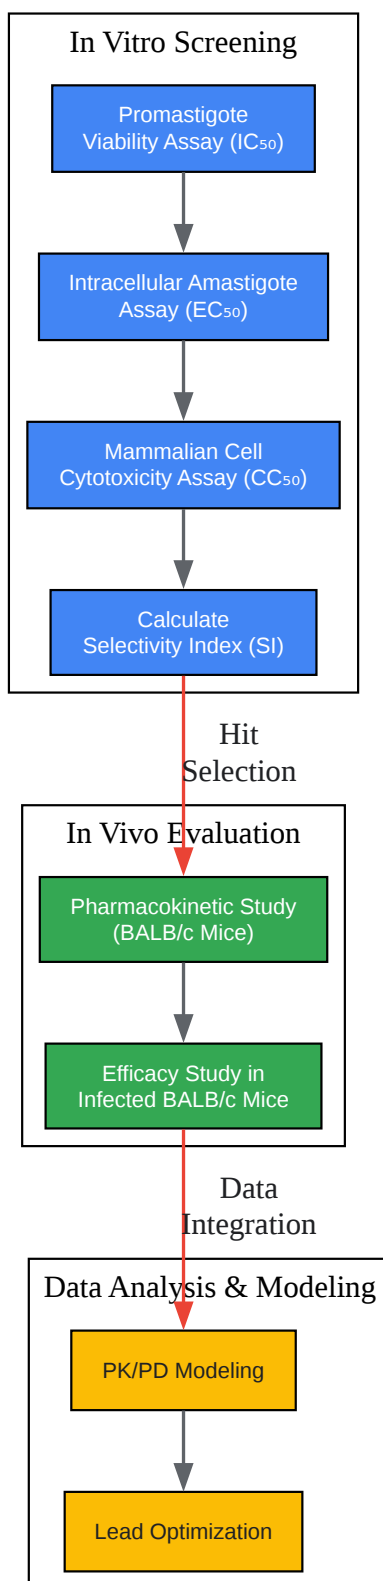 In Vitro Screening
Promastigote
Viability Assay (IC₅₀)
Intracellular Amastigote
Assay (EC₅₀)
Mammalian Cell
Cytotoxicity Assay (CC₅₀)
Calculate
Selectivity Index (SI)
Hit
Selection
In Vivo Evaluation
Pharmacokinetic Study
(BALB/c Mice)
Efficacy Study in
Infected BALB/c Mice
Data
Integration
Data Analysis & Modeling
PK/PD Modeling
Lead Optimization